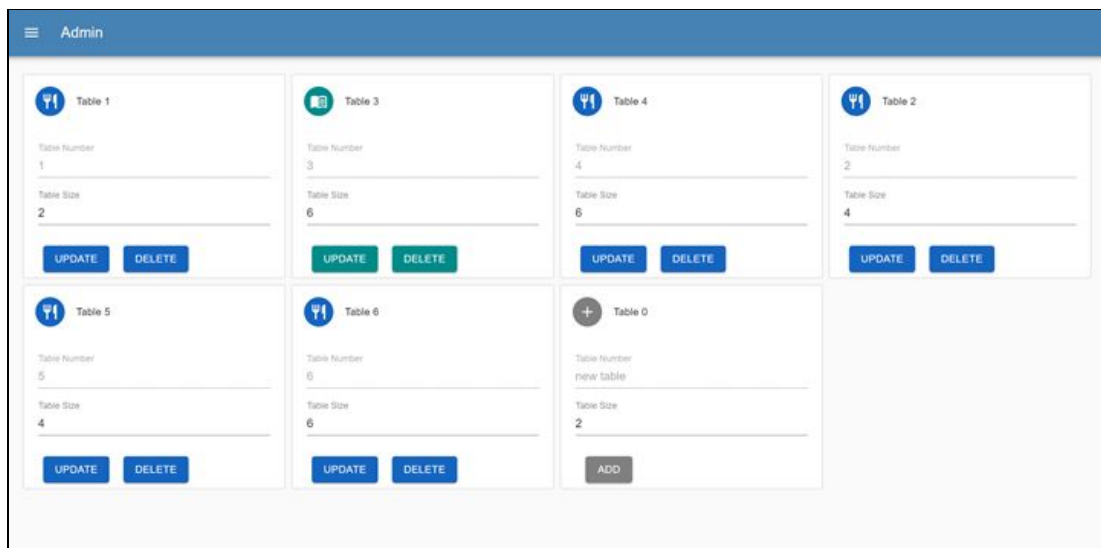 Admin
Table 1
Table Number
1
Table Size
2
UPDATE DELETE
Table 3
Table Number
3
Table Size
6
UPDATE DELETE
Table 4
Table Number
4
Table Size
6
UPDATE DELETE
Table 2
Table Number
2
Table Size
4
UPDATE DELETE
Table 5
Table Number
5
Table Size
4
UPDATE DELETE
Table 6
Table Number
6
Table Size
6
UPDATE DELETE
Table 0
Table Number
new table
Table Size
2
ADD